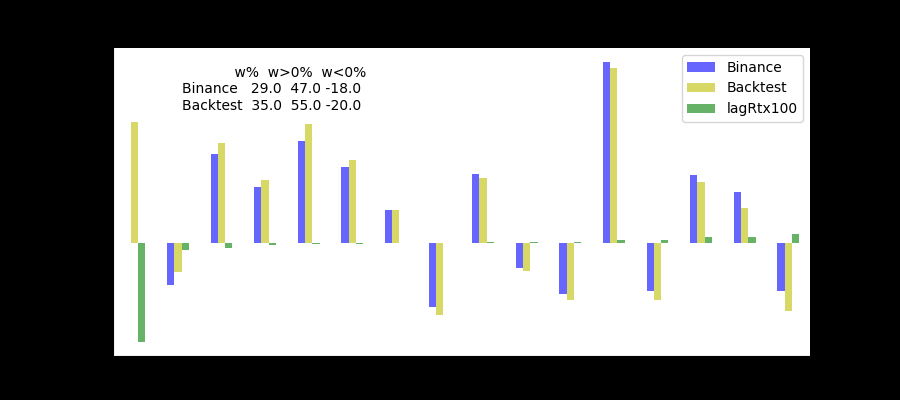 w% w>0% w<0%
Binance 29.0 47.0 -18.0
Backtest 35.0 55.0 -20.0
Binance
Backtest
lagRtx100